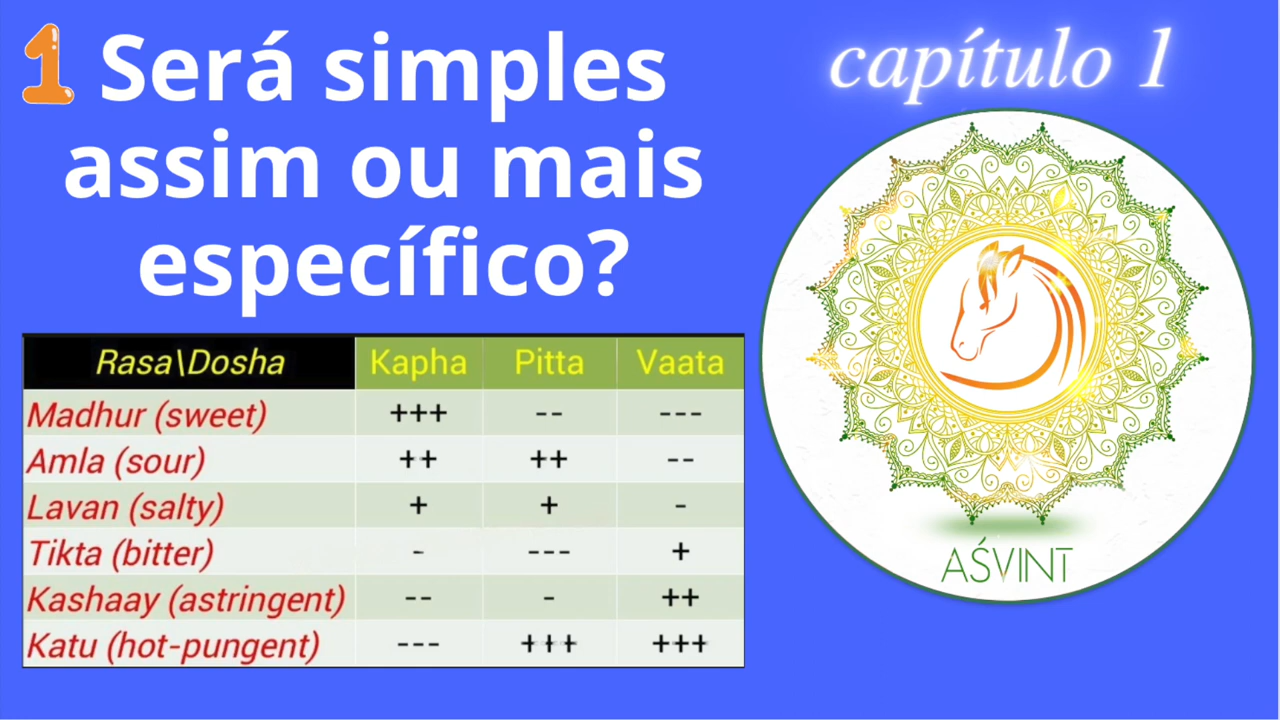 1 Será simples
assim ou mais
específico?
capítulo 1
Rasa\Dosha Kapha Pitta Vaata
Madhur (sweet) +++ -- ---
Amla (sour) ++ ++ --
Lavan (salty) + + -
Tikta (bitter) - --- +
Kashaay (astringent) -- - ++
Katu (hot-pungent) --- +++ +++
AŚVINT